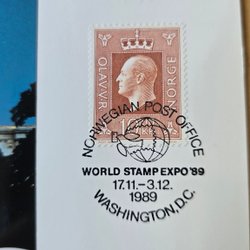 OLAV V.R
NORGE
NORWEGIAN POST OFFICE
WORLD STAMP EXPO '89
17.11.-3.12.
1989
WASHINGTON, D.C.